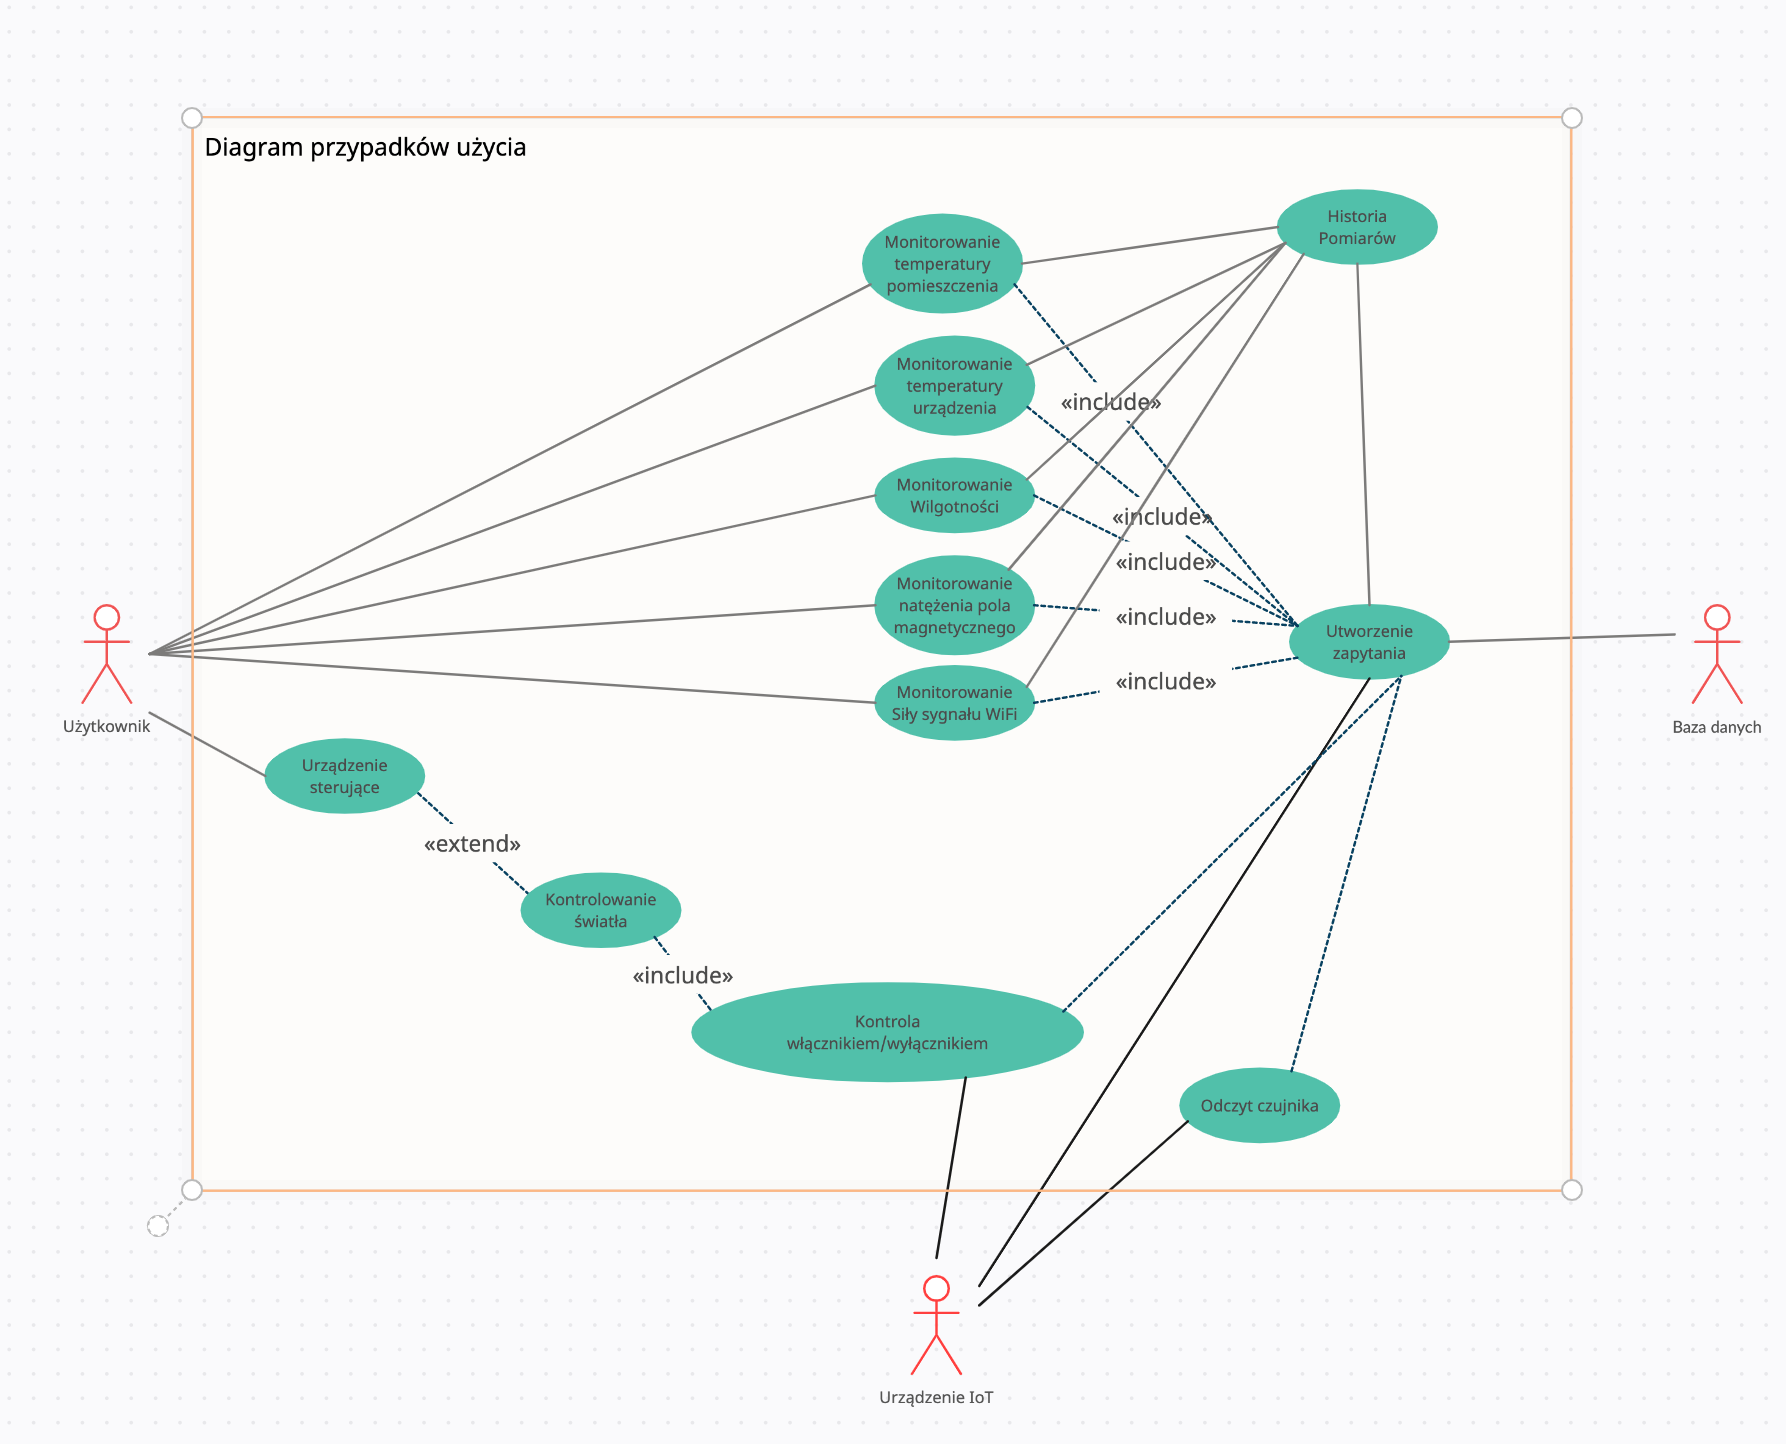 Diagram przypadków użycia
Historia
Pomiarów
Monitorowanie
temperatury
pomieszczenia
Monitorowanie
temperatury
urządzenia
«include»
Monitorowanie
Wilgotności
«include»
«include»
Monitorowanie
natężenia pola
magnetycznego
«include»
Utworzenie
zapytania
Monitorowanie
Siły sygnału WiFi
«include»
Użytkownik
Baza danych
Urządzenie
sterujące
«extend»
Kontrolowanie
światła
«include»
Kontrola
włącznikiem/wyłącznikiem
Odczyt czujnika
Urządzenie IoT